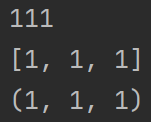 111
[1, 1, 1]
(1, 1, 1)